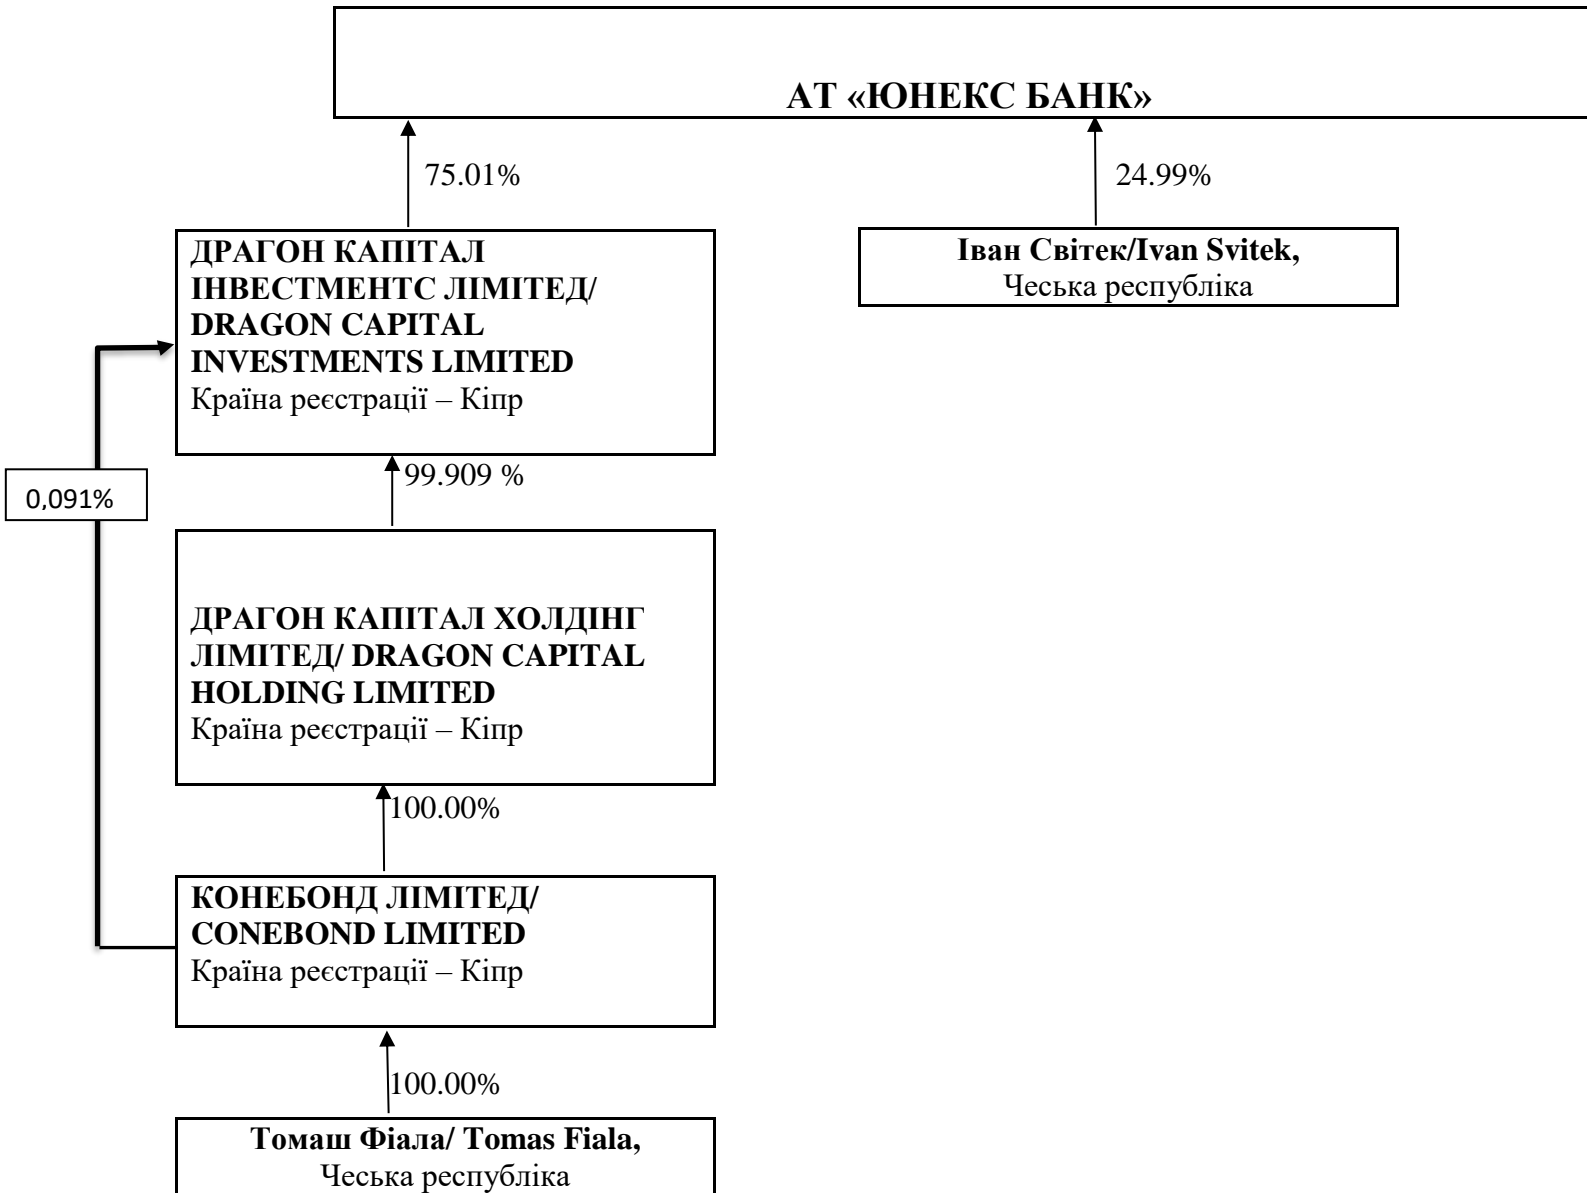 АТ «ЮНЕКС БАНК»
75.01%
24.99%
ДРАГОН КАПІТАЛ
ІНВЕСТМЕНТС ЛІМІТЕД/
DRAGON CAPITAL
INVESTMENTS LIMITED
Країна реєстрації – Кіпр
Іван Світек/Ivan Svitek,
Чеська республіка
99.909 %
0,091%
ДРАГОН КАПІТАЛ ХОЛДІНГ
ЛІМІТЕД/ DRAGON CAPITAL
HOLDING LIMITED
Країна реєстрації – Кіпр
100.00%
КОНЕБОНД ЛІМІТЕД/
CONEBOND LIMITED
Країна реєстрації – Кіпр
100.00%
Томаш Фіала/ Tomas Fiala,
Чеська республіка